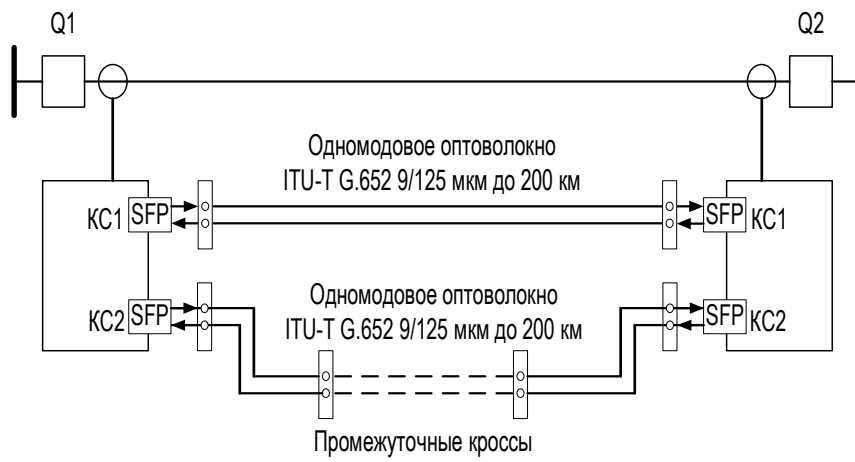 Q1
Q2
Одномодовое оптоволокно
ITU-T G.652 9/125 мкм до 200 км
КС1
SFP
SFP
КС1
КС2
SFP
Одномодовое оптоволокно
ITU-T G.652 9/125 мкм до 200 км
SFP
КС2
Промежуточные кроссы